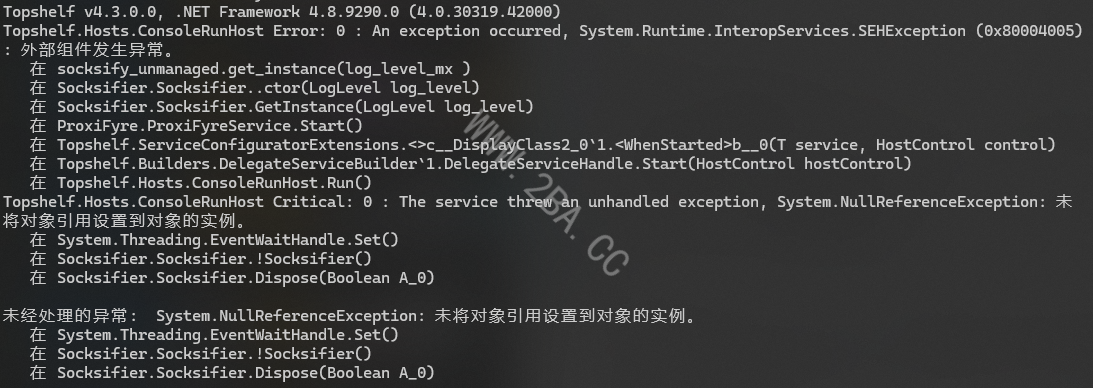 Topshelf v4.3.0.0, .NET Framework 4.8.9290.0 (4.0.30319.42000)
Topshelf.Hosts.ConsoleRunHost Error: 0 : An exception occurred, System.Runtime.InteropServices.SEHException (0x80004005)
: 外部组件发生异常。
在 socksify_unmanaged.get_instance(log_level_mx )
在 Socksifier.Socksifier..ctor(LogLevel log_level)
在 Socksifier.Socksifier.GetInstance(LogLevel log_level)
在 ProxiFyre.ProxiFyreService.Start()
在 Topshelf.ServiceConfiguratorExtensions.<>c__DisplayClass2_0`1.<WhenStarted>b__0(T service, HostControl control)
在 Topshelf.Builders.DelegateServiceBuilder`1.DelegateServiceHandle.Start(HostControl hostControl)
在 Topshelf.Hosts.ConsoleRunHost.Run()
Topshelf.Hosts.ConsoleRunHost Critical: 0 : The service threw an unhandled exception, System.NullReferenceException: 未
将对象引用设置到对象的实例。
在 System.Threading.EventWaitHandle.Set()
在 Socksifier.Socksifier.!Socksifier()
在 Socksifier.Socksifier.Dispose(Boolean A_0)
未经处理的异常: System.NullReferenceException: 未将对象引用设置到对象的实例。
在 System.Threading.EventWaitHandle.Set()
在 Socksifier.Socksifier.!Socksifier()
在 Socksifier.Socksifier.Dispose(Boolean A_0)
WWW.2BA.CC